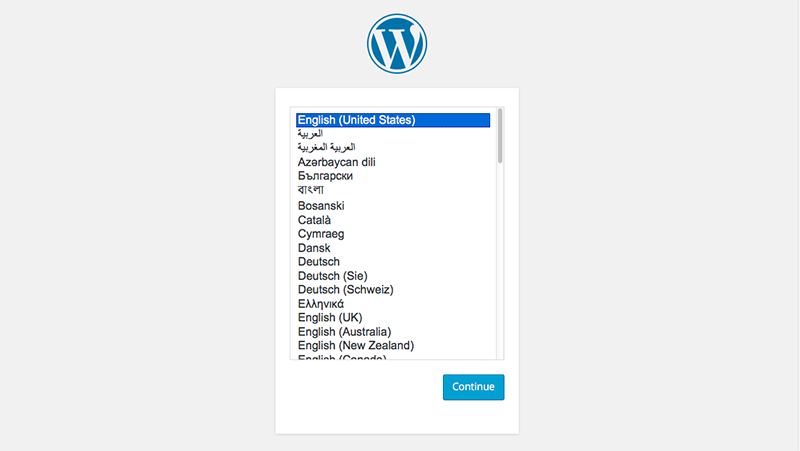 English (United States)
العربية
العربية المغربية
Azərbaycan dili
Български
বাংলা
Bosanski
Català
Cymraeg
Dansk
Deutsch
Deutsch (Sie)
Deutsch (Schweiz)
Ελληνικά
English (UK)
English (Australia)
English (New Zealand)
English (Canada)
Continue